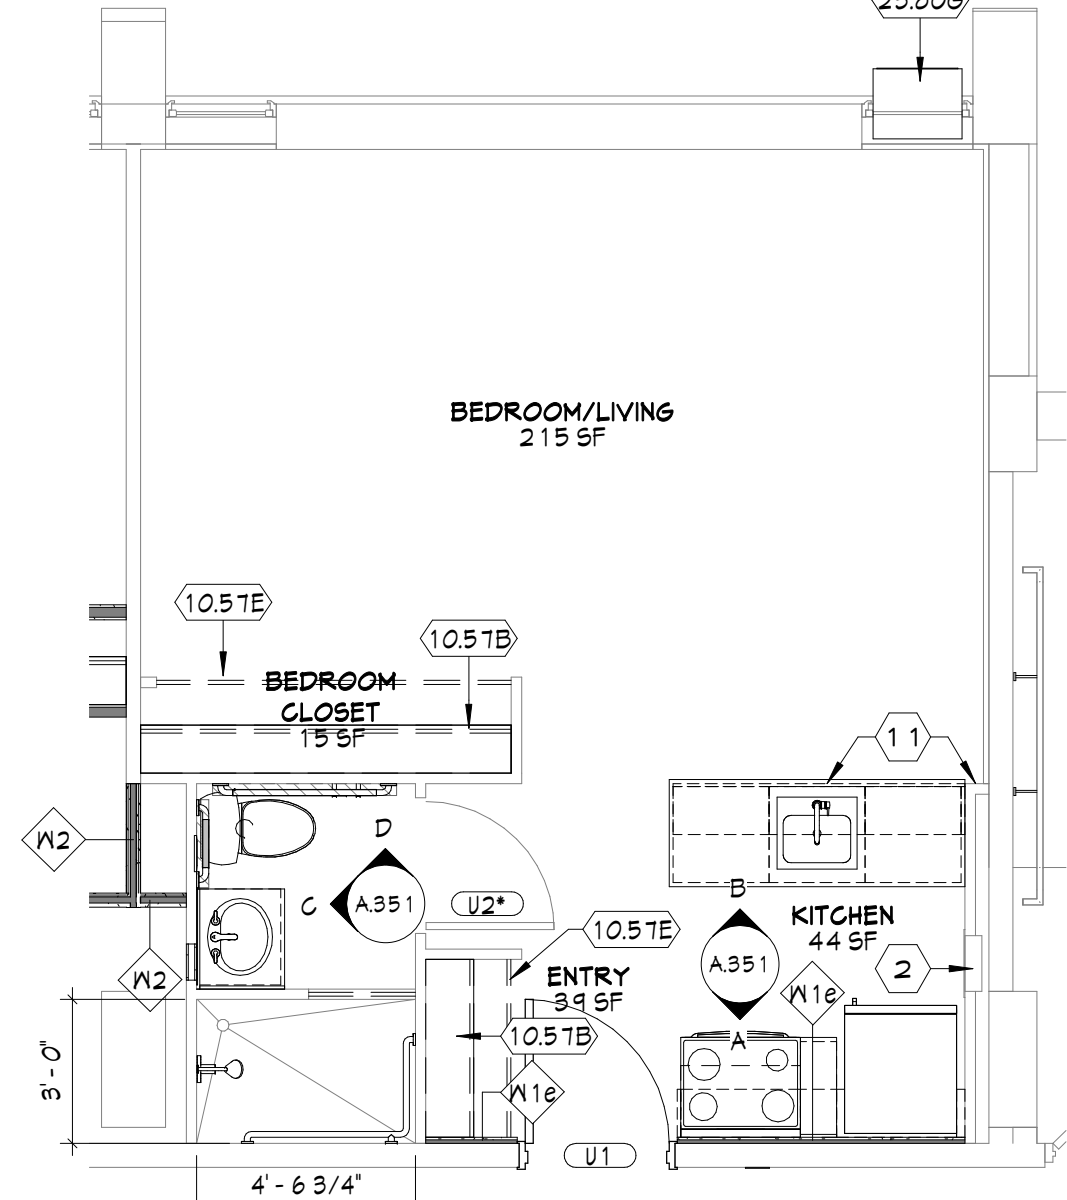 25.60G
BEDROOM/LIVING
215 SF
10.57E
10.57B
BEDROOM
CLOSET
15 SF
11
W2
D
C
A.351
U2*
B
KITCHEN
44 SF
10.57E
A.351
2
ENTRY
39 SF
W2
W1e
10.57B
A
3'-0"
W1e
U1
4'-6 3/4"